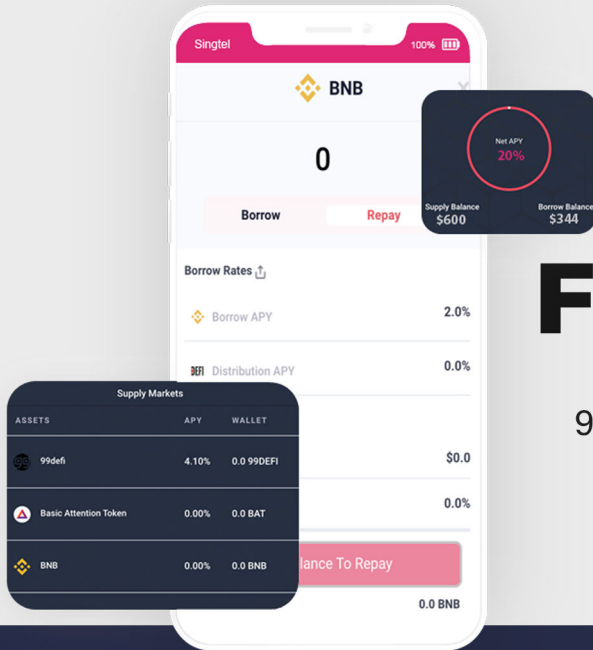 Singtel
100%
BNB
X
0
Net APY
20%
Supply Balance
Borrow Balance
$600
$344
Borrow
Repay
Borrow Rates
Borrow APY
2.0%
DEFI Distribution APY
0.0%
$0.0
0.0%
lance To Repay
0.0 BNB
Supply Markets
ASSETS APY WALLET
99defi 4.10% 0.0 99DEFI
Basic Attention Token 0.00% 0.0 BAT
BNB 0.00% 0.0 BNB
F
9